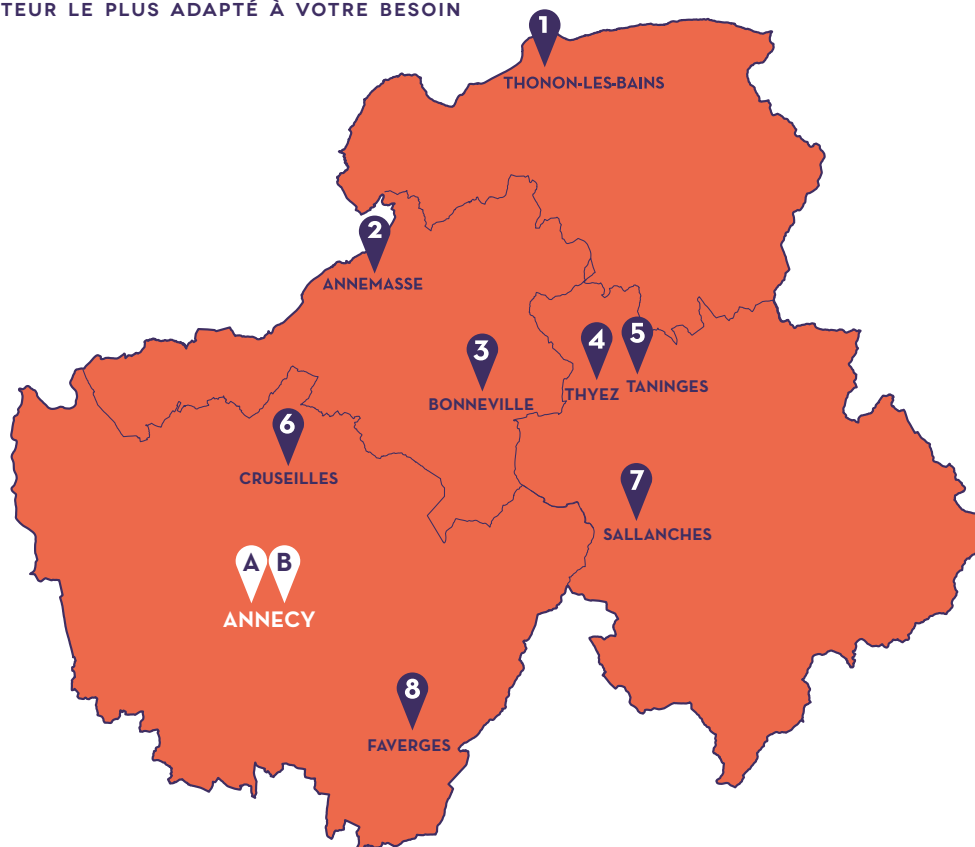 TEUR LE PLUS ADAPTÉ À VOTRE BESOIN
1
THONON-LES-BAINS
2
ANNEMASSE
3
BONNEVILLE
4
THYEZ
5
TANINGES
6
CRUSEILLES
7
SALLANCHES
A B
ANNECY
8
FAVERGES